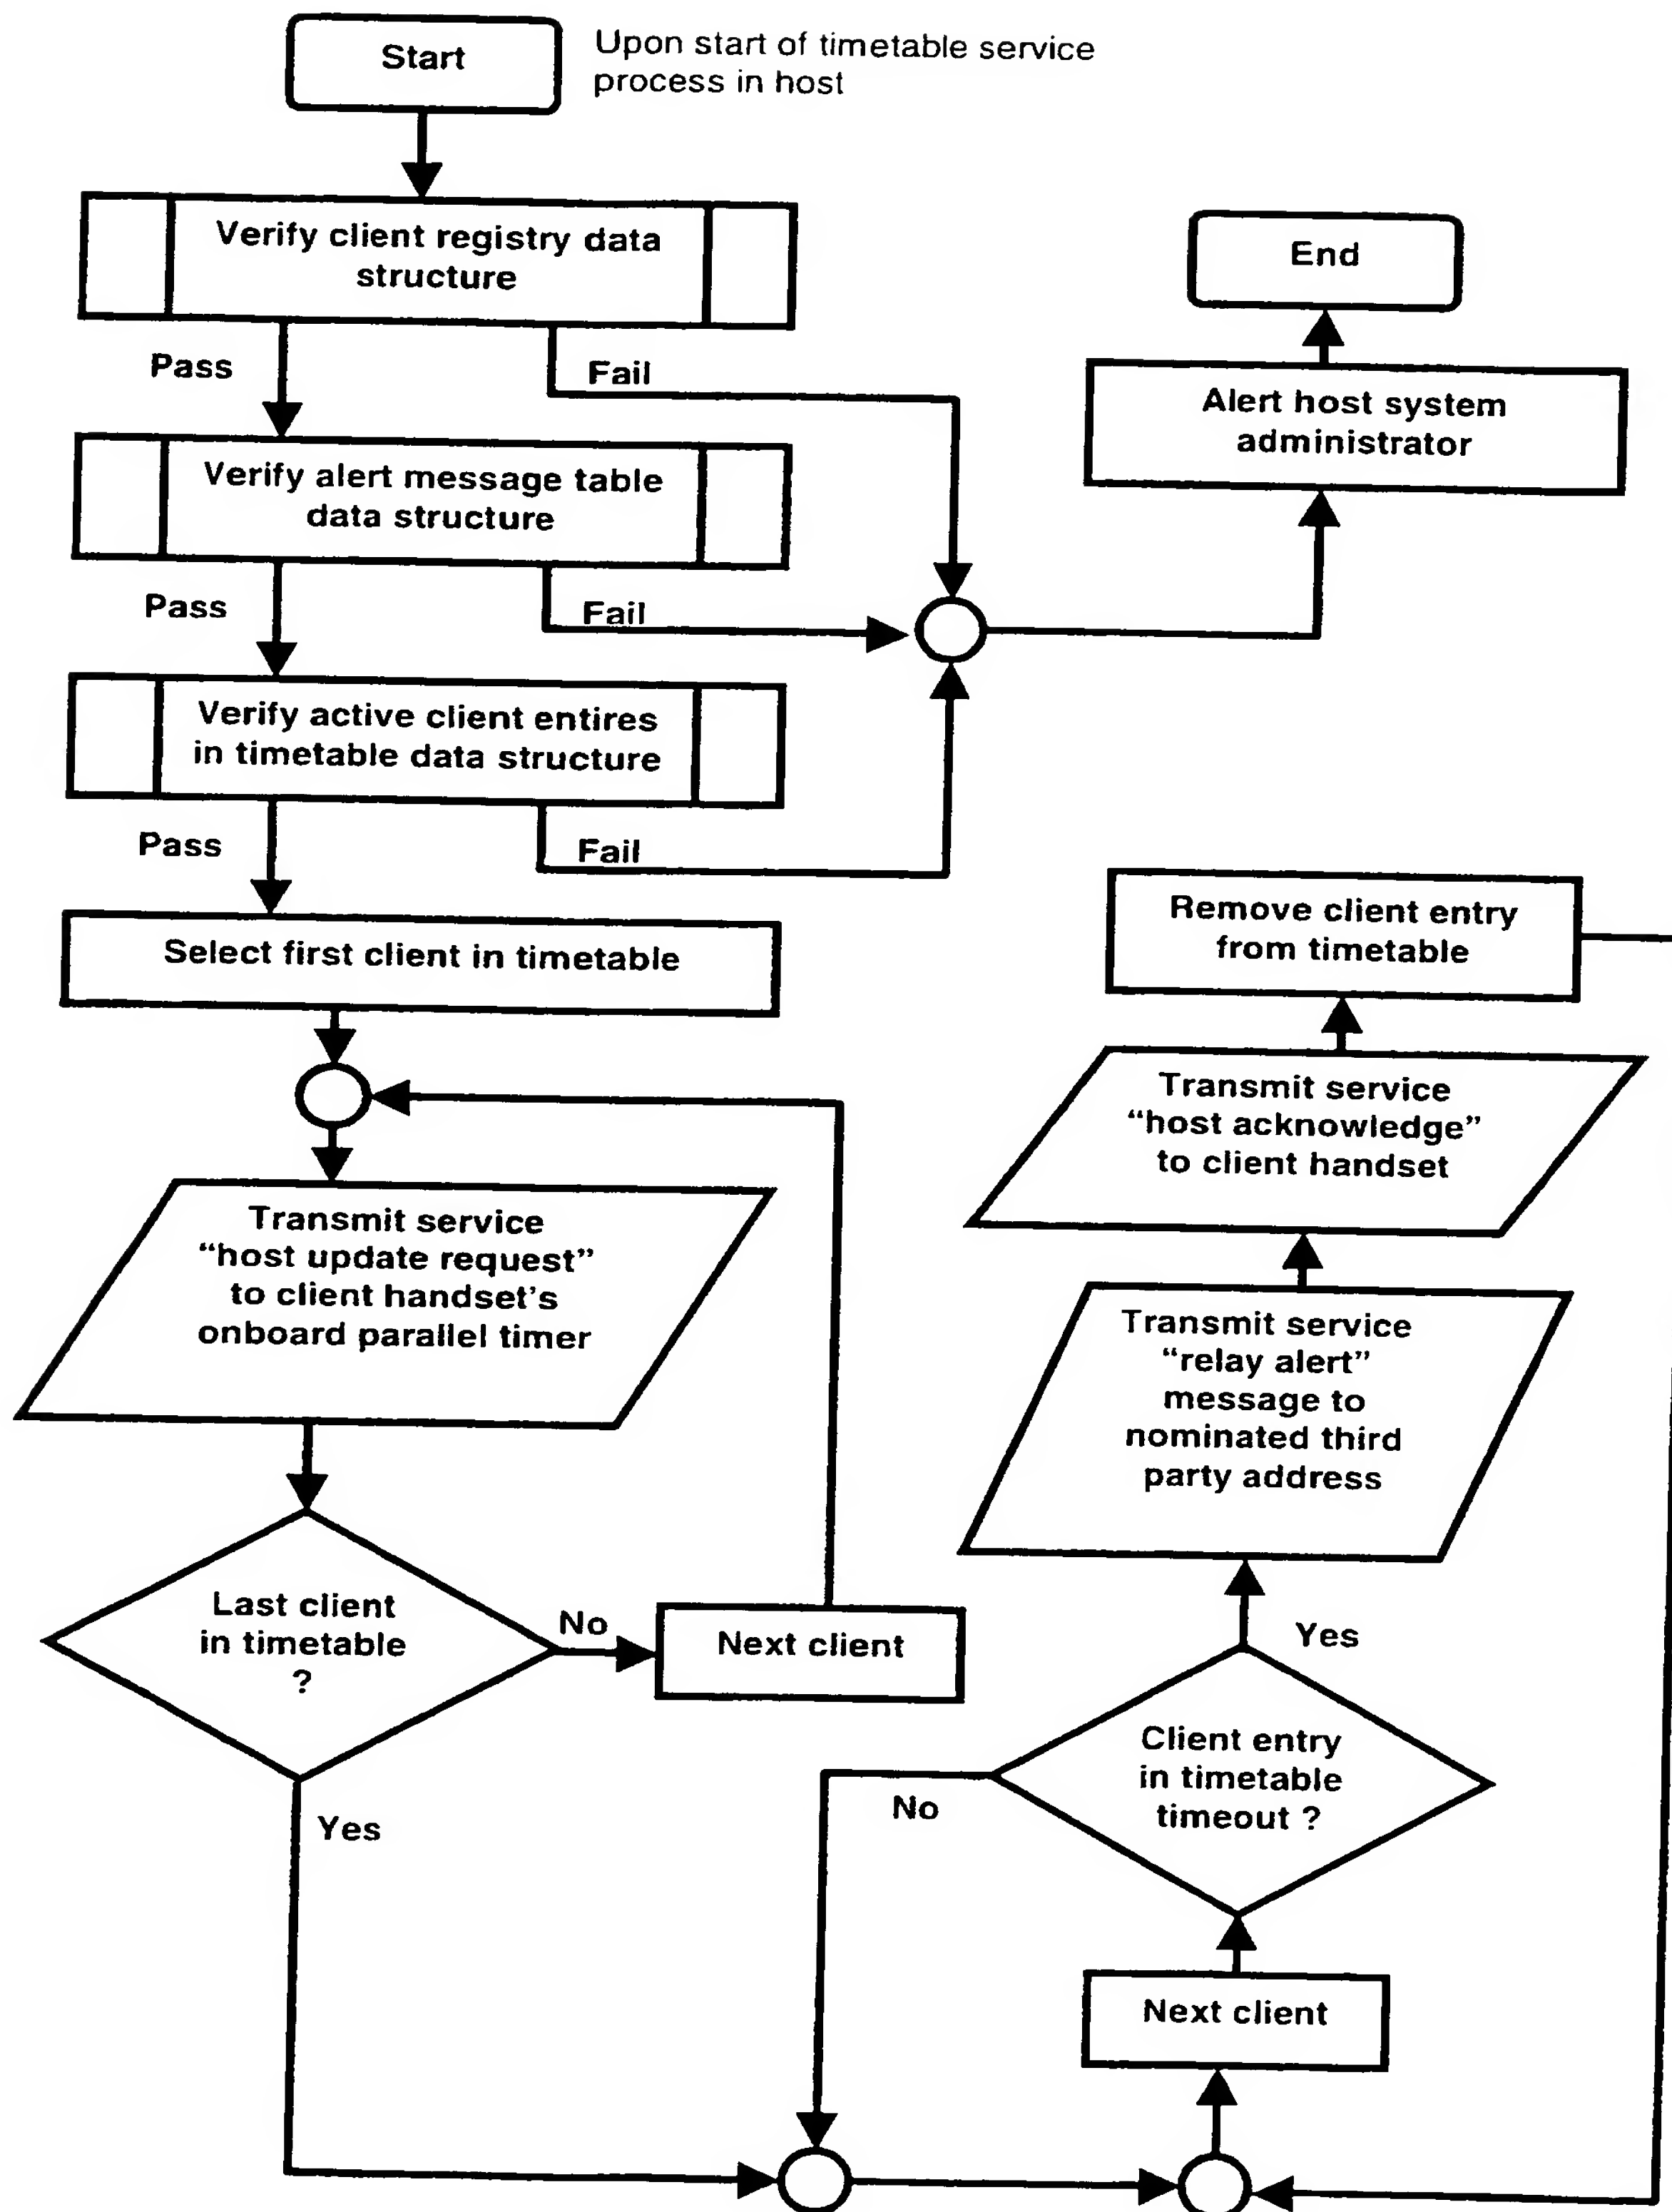 Start
Upon start of timetable service
process in host
Verify client registry data
structure
Pass
Fail
End
Alert host system
administrator
Verify alert message table
data structure
Pass
Fail
Verify active client entires
in timetable data structure
Pass
Fail
Select first client in timetable
Remove client entry
from timetable
Transmit service
“host acknowledge”
to client handset
Transmit service
“host update request”
to client handset’s
onboard parallel timer
Transmit service
“relay alert”
message to
nominated third
party address
Last client
in timetable
?
No
Next client
Yes
Yes
Client entry
in timetable
timeout ?
No
Next client